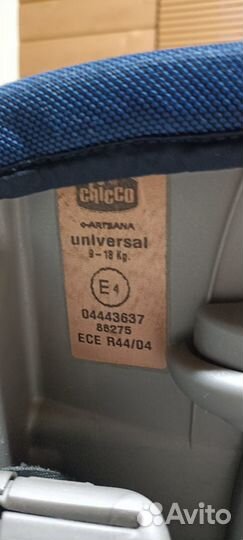 chicco
ARTSANA
universal
9-18 Kg.
E4
04443637
88275
ECE R44/04
Avito